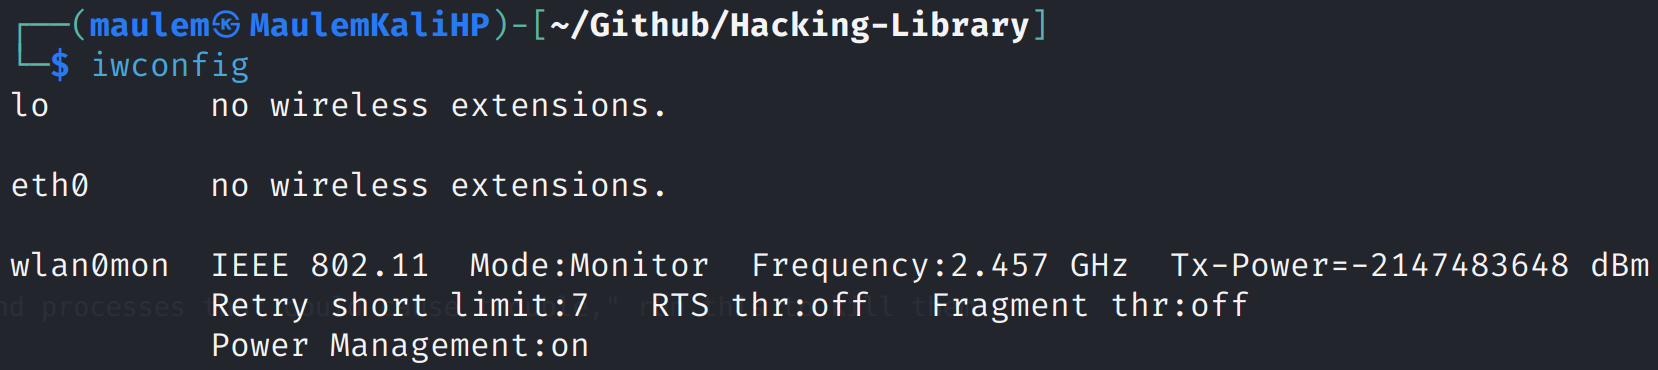 ┌──(maulem㉿MaulemKaliHP)-[~/Github/Hacking-Library]
└─$ iwconfig
lo        no wireless extensions.
eth0      no wireless extensions.
wlan0mon  IEEE 802.11  Mode:Monitor  Frequency:2.457 GHz  Tx-Power=-2147483648 dBm
          Retry short limit:7   RTS thr:off   Fragment thr:off
          Power Management:on